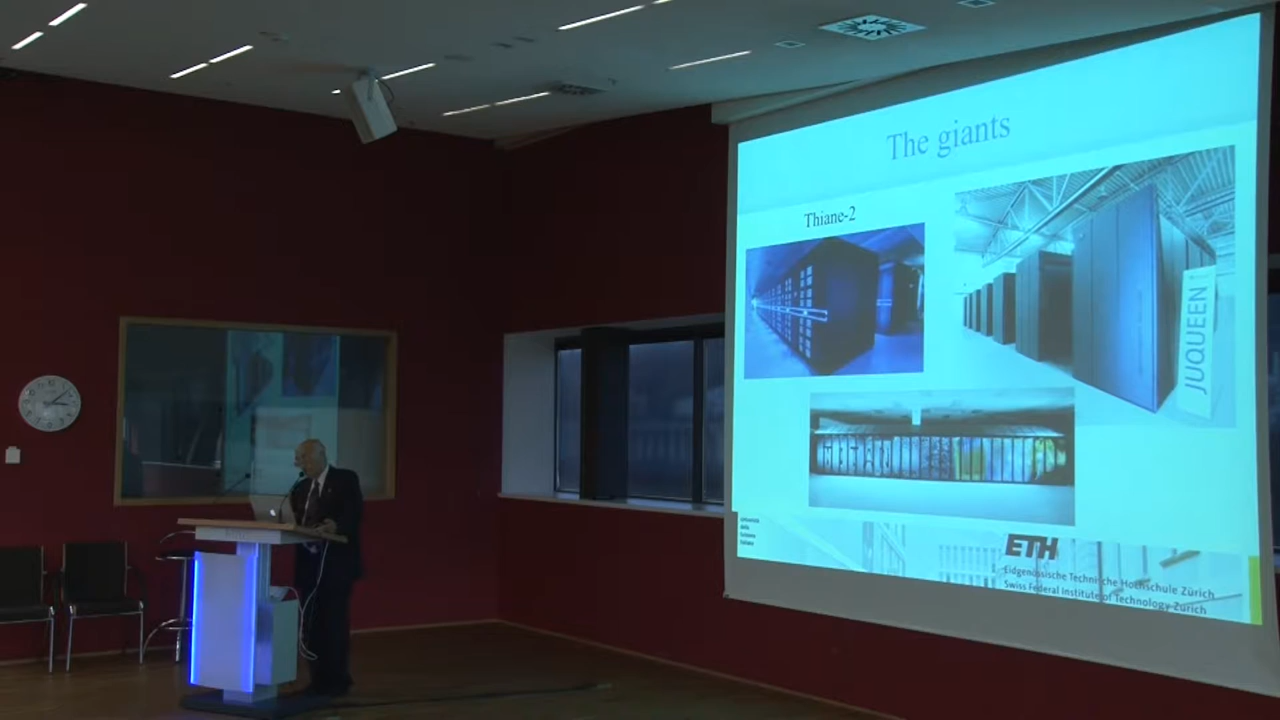 The giants
Thiane-2
JUQUEEN
ETH
Eidgenössische Technische Hochschule Zürich
Swiss Federal Institute of Technology Zurich